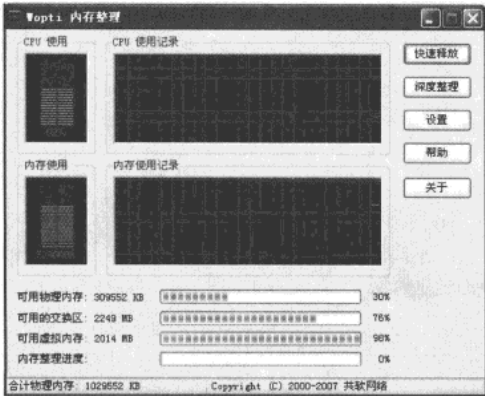 Wopti 内存整理
CPU 使用
CPU 使用记录
快速释放
深度整理
设置
帮助
关于
内存使用
内存使用记录
可用物理内存: 309552 KB 30%
可用的交换区: 2249 MB 76%
可用虚拟内存: 2014 MB 98%
内存整理进度: 0%
合计物理内存: 1029552 KB Copyright (C) 2000-2007 共软网络